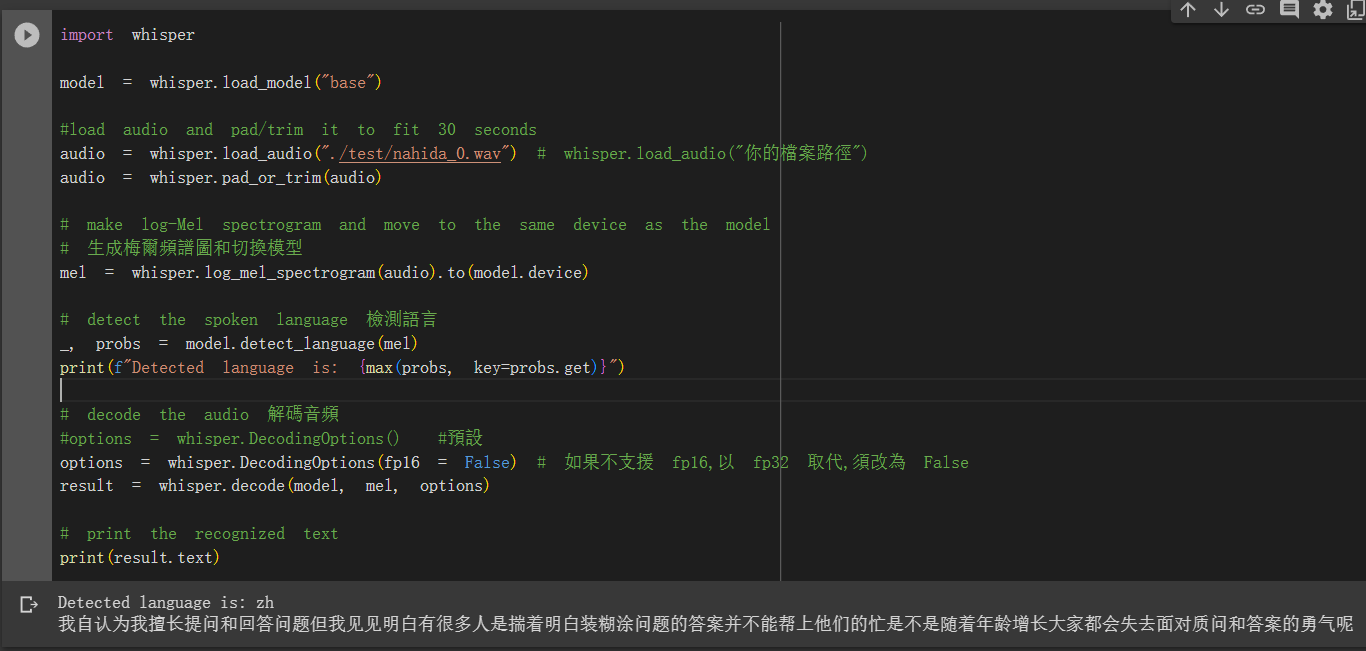 import whisper
model = whisper.load_model("base")
#load audio and pad/trim it to fit 30 seconds
audio = whisper.load_audio("./test/nahida_0.wav") # whisper.load_audio("你的檔案路徑")
audio = whisper.pad_or_trim(audio)
# make log-Mel spectrogram and move to the same device as the model
# 生成梅爾頻譜圖和切換模型
mel = whisper.log_mel_spectrogram(audio).to(model.device)
# detect the spoken language 檢測語言
_, probs = model.detect_language(mel)
print(f"Detected language is: {max(probs, key=probs.get)}")
# decode the audio 解碼音頻
#options = whisper.DecodingOptions() #預設
options = whisper.DecodingOptions(fp16 = False) # 如果不支援 fp16,以 fp32 取代,須改為 False
result = whisper.decode(model, mel, options)
# print the recognized text
print(result.text)
Detected language is: zh
我自认为我擅长提问和回答问题但我见见明白有很多人是揣着明白装糊涂问题的答案并不能帮上他们的忙是不是随着年龄增长大家都会失去面对质问和答案的勇气呢